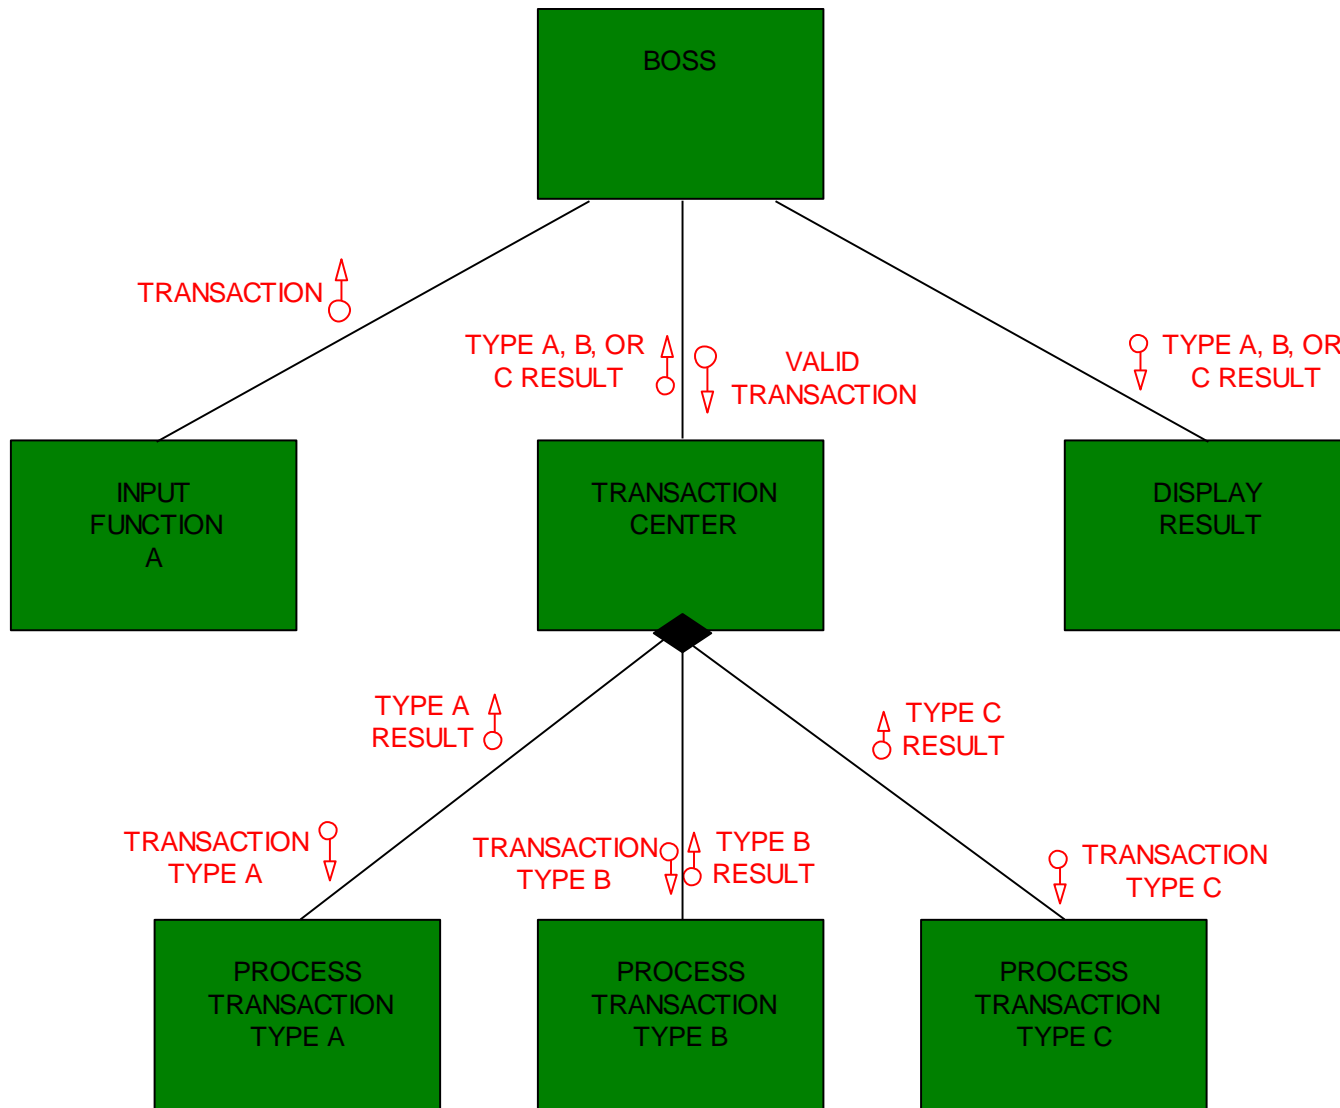 BOSS
TRANSACTION
TYPE A, B, OR
C RESULT
VALID
TRANSACTION
TYPE A, B, OR
C RESULT
INPUT
FUNCTION
A
TRANSACTION
CENTER
DISPLAY
RESULT
TYPE A
RESULT
TYPE C
RESULT
TRANSACTION
TYPE A
TRANSACTION
TYPE B
TYPE B
RESULT
TRANSACTION
TYPE C
PROCESS
TRANSACTION
TYPE A
PROCESS
TRANSACTION
TYPE B
PROCESS
TRANSACTION
TYPE C